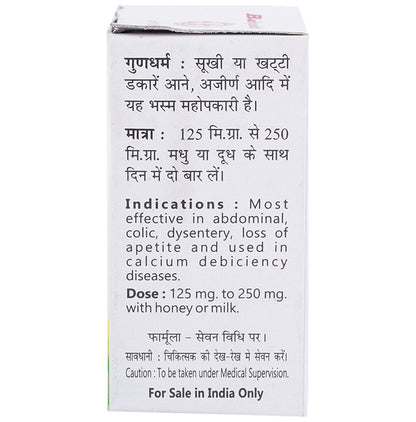 गुणधर्म : सूखी या खट्टी
डकारें आने, अजीर्ण आदि में
यह भस्म महोपकारी है।
मात्रा : 125 मि.ग्रा. से 250
मि.ग्रा. मधु या दूध के साथ
दिन में दो बार लें।
Indications : Most
effective in abdominal,
colic, dysentery, loss of
apetite and used in
calcium debiciency
diseases.
Dose : 125 mg. to 250 mg.
with honey or milk.
फार्मूला – सेवन विधि पर।
सावधानी : चिकित्सक की देख-रेख मे सेवन करें।
Caution : To be taken under Medical Supervision.
For Sale in India Only